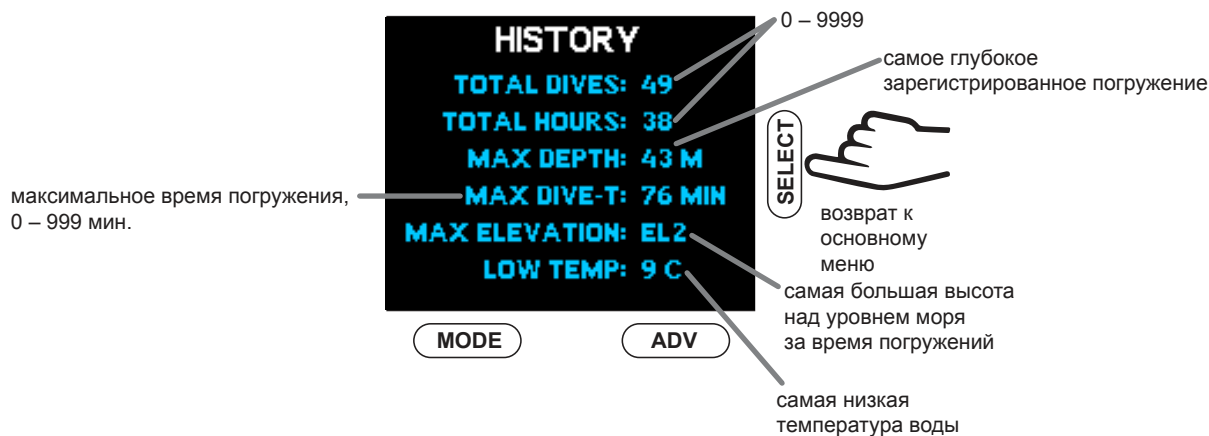 HISTORY
TOTAL DIVES: 49
TOTAL HOURS: 38
MAX DEPTH: 43 M
MAX DIVE-T: 76 MIN
MAX ELEVATION: EL2
LOW TEMP: 9 C
0 – 9999
самое глубокое
зарегистрированное погружение
максимальное время погружения,
0 – 999 мин.
SELECT
возврат к
основному
меню
самая большая высота
над уровнем моря
за время погружений
MODE
ADV
самая низкая
температура воды